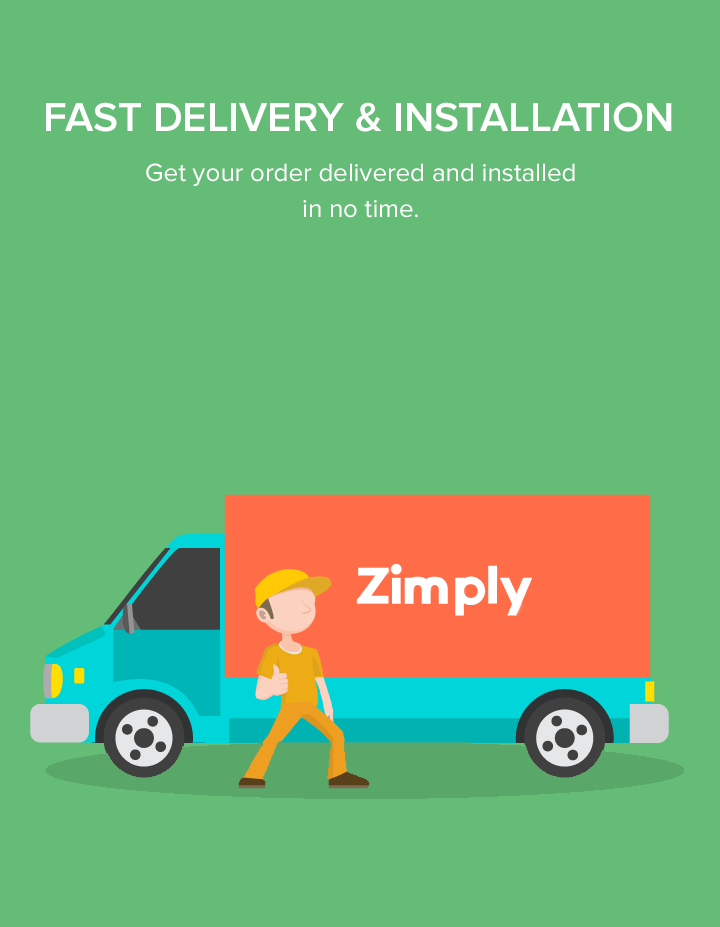 FAST DELIVERY & INSTALLATION
Get your order delivered and installed
in no time.
Zimply